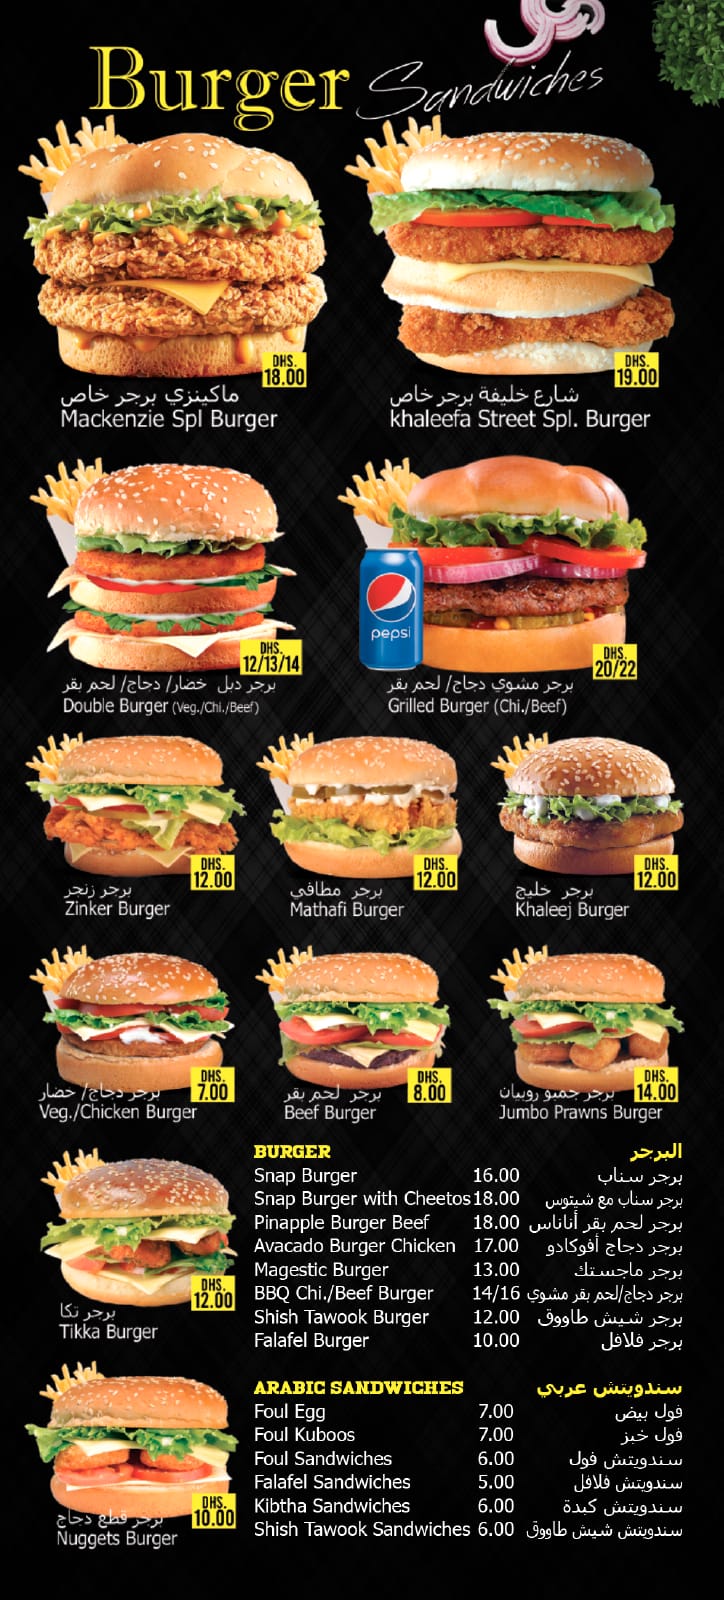 Burger Sandwiches
DHS.
18.00
ماكينزي برجر خاص
Mackenzie Spl Burger
DHS.
19.00
شارع خليفة برجر خاص
khaleefa Street Spl. Burger
DHS.
12/13/14
برجر دبل خضار/ دجاج/ لحم بقر
Double Burger (Veg./Chi./Beef)
pepsi
DHS.
20/22
برجر مشوي دجاج/ لحم بقر
Grilled Burger (Chi./Beef)
DHS.
12.00
برجر زنجر
Zinker Burger
DHS.
12.00
برجر مطافي
Mathafi Burger
DHS.
12.00
برجر خليج
Khaleej Burger
DHS.
7.00
برجر دجاج/ خضار
Veg./Chicken Burger
DHS.
8.00
برجر لحم بقر
Beef Burger
DHS.
14.00
برجر جمبو روبيان
Jumbo Prawns Burger
DHS.
12.00
برجر تكا
Tikka Burger
DHS.
10.00
برجر قطع دجاج
Nuggets Burger
BURGER البرجر
Snap Burger 16.00 برجر سناب
Snap Burger with Cheetos 18.00 برجر سناب مع شيتوس
Pinapple Burger Beef 18.00 برجر لحم بقر أناناس
Avacado Burger Chicken 17.00 برجر دجاج أفوكادو
Magestic Burger 13.00 برجر ماجستك
BBQ Chi./Beef Burger 14/16 برجر دجاج/لحم بقر مشوي
Shish Tawook Burger 12.00 برجر شيش طاووق
Falafel Burger 10.00 برجر فلافل
ARABIC SANDWICHES سندويتش عربي
Foul Egg 7.00 فول بيض
Foul Kuboos 7.00 فول خبز
Foul Sandwiches 6.00 سندويتش فول
Falafel Sandwiches 5.00 سندويتش فلافل
Kibtha Sandwiches 6.00 سندويتش كبدة
Shish Tawook Sandwiches 6.00 سندويتش شيش طاووق